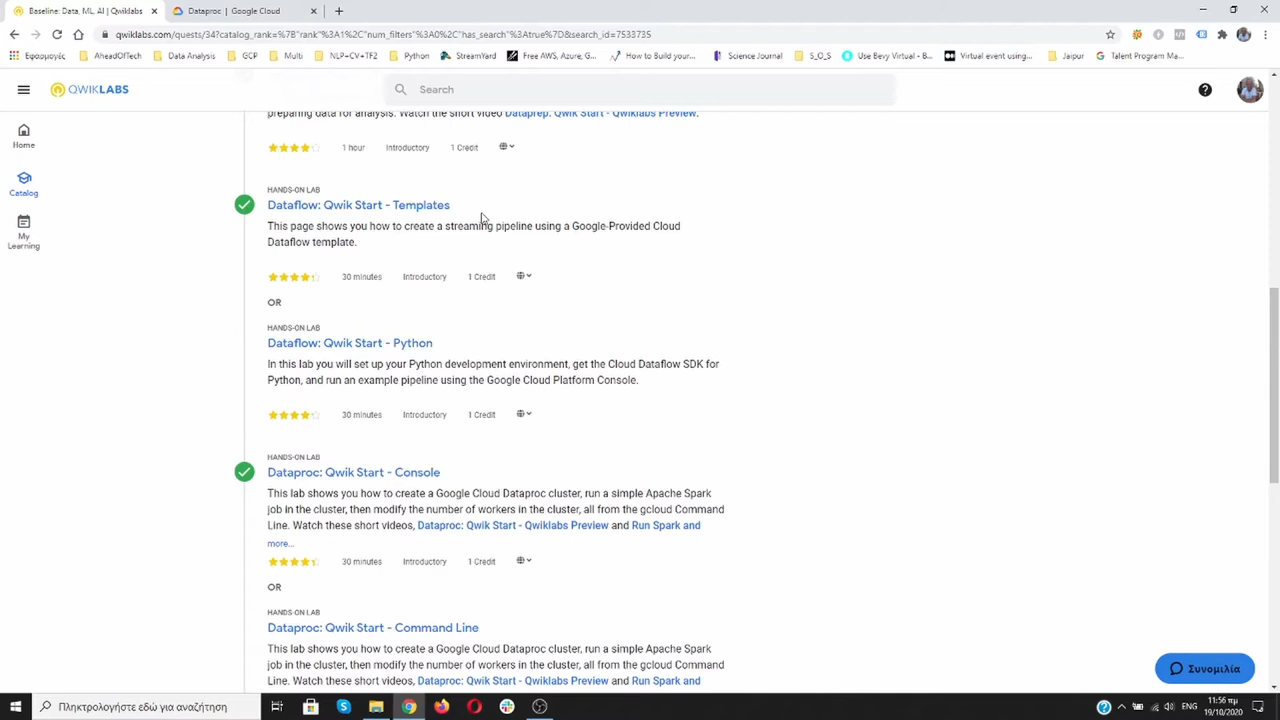 Baseline: Data, ML, AI | Qwiklabs
Dataproc | Google Cloud
qwiklabs.com/quests/34?catalog_rank=%7B"rank"%3A1%2C"num_filters"%3A0%2C"has_search"%3Atrue%7D&search_id=7533735
Εφαρμογές
AheadOfTech
Data Analysis
GCP
Multi
NLP+CV+TF2
Python
StreamYard
Free AWS, Azure, G...
How to Build your...
Science Journal
S_O_S
Use Bevy Virtual - B...
Virtual event using...
Jaipur
Talent Program Ma...
QWIKLABS
Search
Home
Catalog
My
Learning
preparing data for analysis. Watch the short video Dataprep: Qwik Start - Qwiklabs Preview.
1 hour Introductory 1 Credit
HANDS-ON LAB
Dataflow: Qwik Start - Templates
This page shows you how to create a streaming pipeline using a Google-Provided Cloud
Dataflow template.
30 minutes Introductory 1 Credit
OR
HANDS-ON LAB
Dataflow: Qwik Start - Python
In this lab you will set up your Python development environment, get the Cloud Dataflow SDK for
Python, and run an example pipeline using the Google Cloud Platform Console.
30 minutes Introductory 1 Credit
HANDS-ON LAB
Dataproc: Qwik Start - Console
This lab shows you how to create a Google Cloud Dataproc cluster, run a simple Apache Spark
job in the cluster, then modify the number of workers in the cluster, all from the gcloud Command
Line. Watch these short videos, Dataproc: Qwik Start - Qwiklabs Preview and Run Spark and
more...
30 minutes Introductory 1 Credit
OR
HANDS-ON LAB
Dataproc: Qwik Start - Command Line
This lab shows you how to create a Google Cloud Dataproc cluster, run a simple Apache Spark
job in the cluster, then modify the number of workers in the cluster, all from the gcloud Command
Line. Watch these short videos, Dataproc: Qwik Start - Qwiklabs Preview and Run Spark and
Συνομιλία
Πληκτρολογήστε εδώ για αναζήτηση
11:56 πμ
19/10/2020